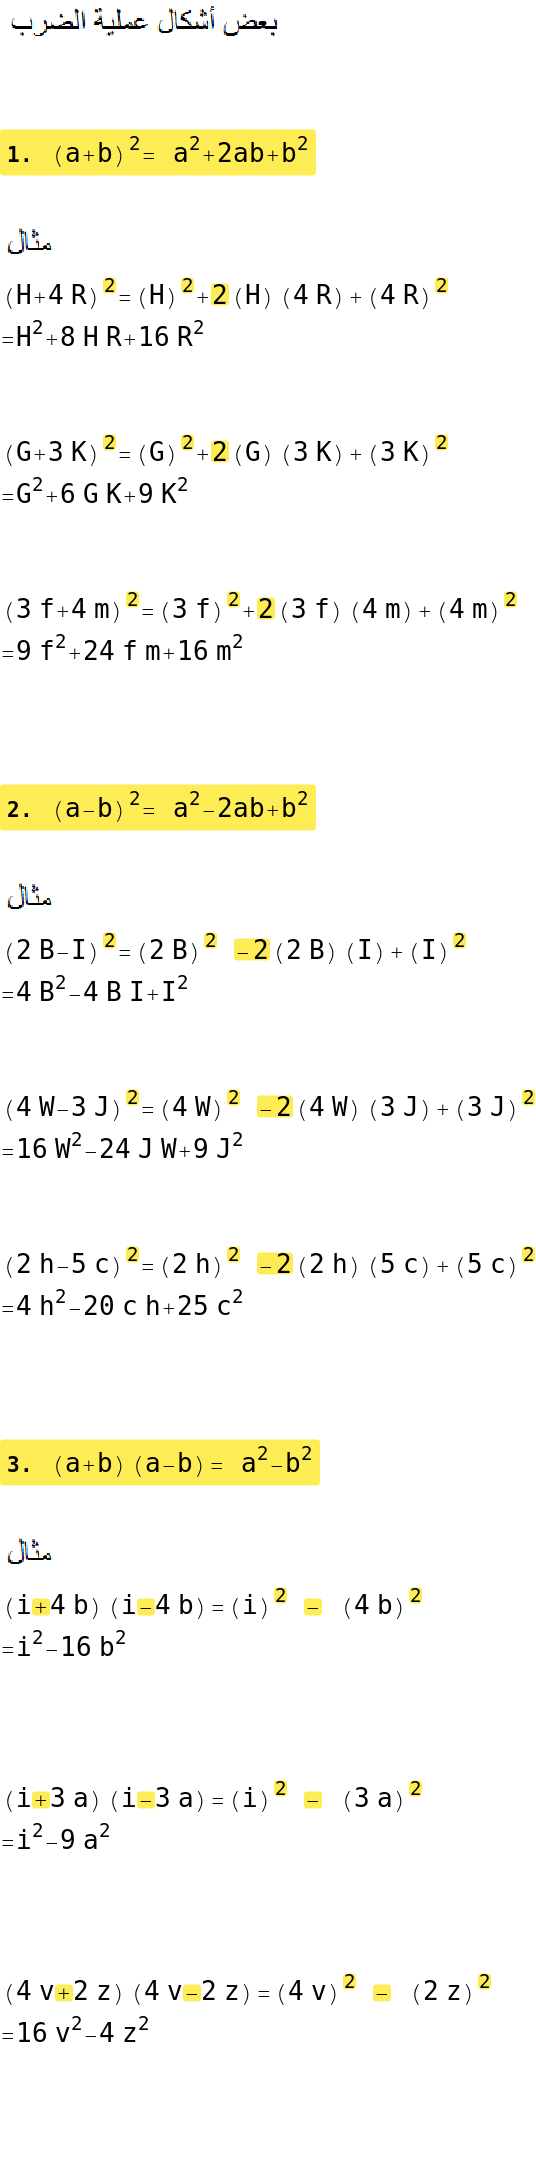 بعض أشكال عملية الضرب
1. (a+b)²= a²+2ab+b²
مثال
(H+4 R)²=(H)²+2(H) (4 R)+(4 R)²
=H²+8 H R+16 R²
(G+3 K)²=(G)²+2(G) (3 K)+(3 K)²
=G²+6 G K+9 K²
(3 f+4 m)²=(3 f)²+2(3 f) (4 m)+(4 m)²
=9 f²+24 f m+16 m²
2. (a-b)²= a²-2ab+b²
مثال
(2 B-I)²=(2 B)² -2(2 B) (I)+(I)²
=4 B²-4 B I+I²
(4 W-3 J)²=(4 W)² -2(4 W) (3 J)+(3 J)²
=16 W²-24 J W+9 J²
(2 h-5 c)²=(2 h)² -2(2 h) (5 c)+(5 c)²
=4 h²-20 c h+25 c²
3. (a+b)(a-b)= a²-b²
مثال
(i+4 b) (i-4 b)=(i)² - (4 b)²
=i²-16 b²
(i+3 a) (i-3 a)=(i)² - (3 a)²
=i²-9 a²
(4 v+2 z) (4 v-2 z)=(4 v)² - (2 z)²
=16 v²-4 z²